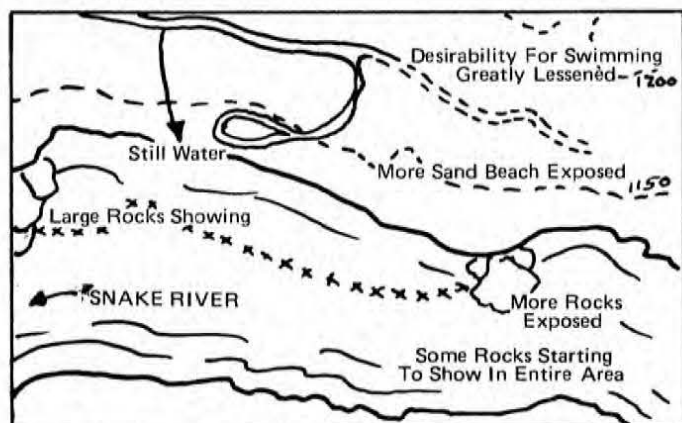 Desirability For Swimming
Greatly Lessened
1200
Still Water
More Sand Beach Exposed
1150
Large Rocks Showing
SNAKE RIVER
More Rocks
Exposed
Some Rocks Starting
To Show In Entire Area